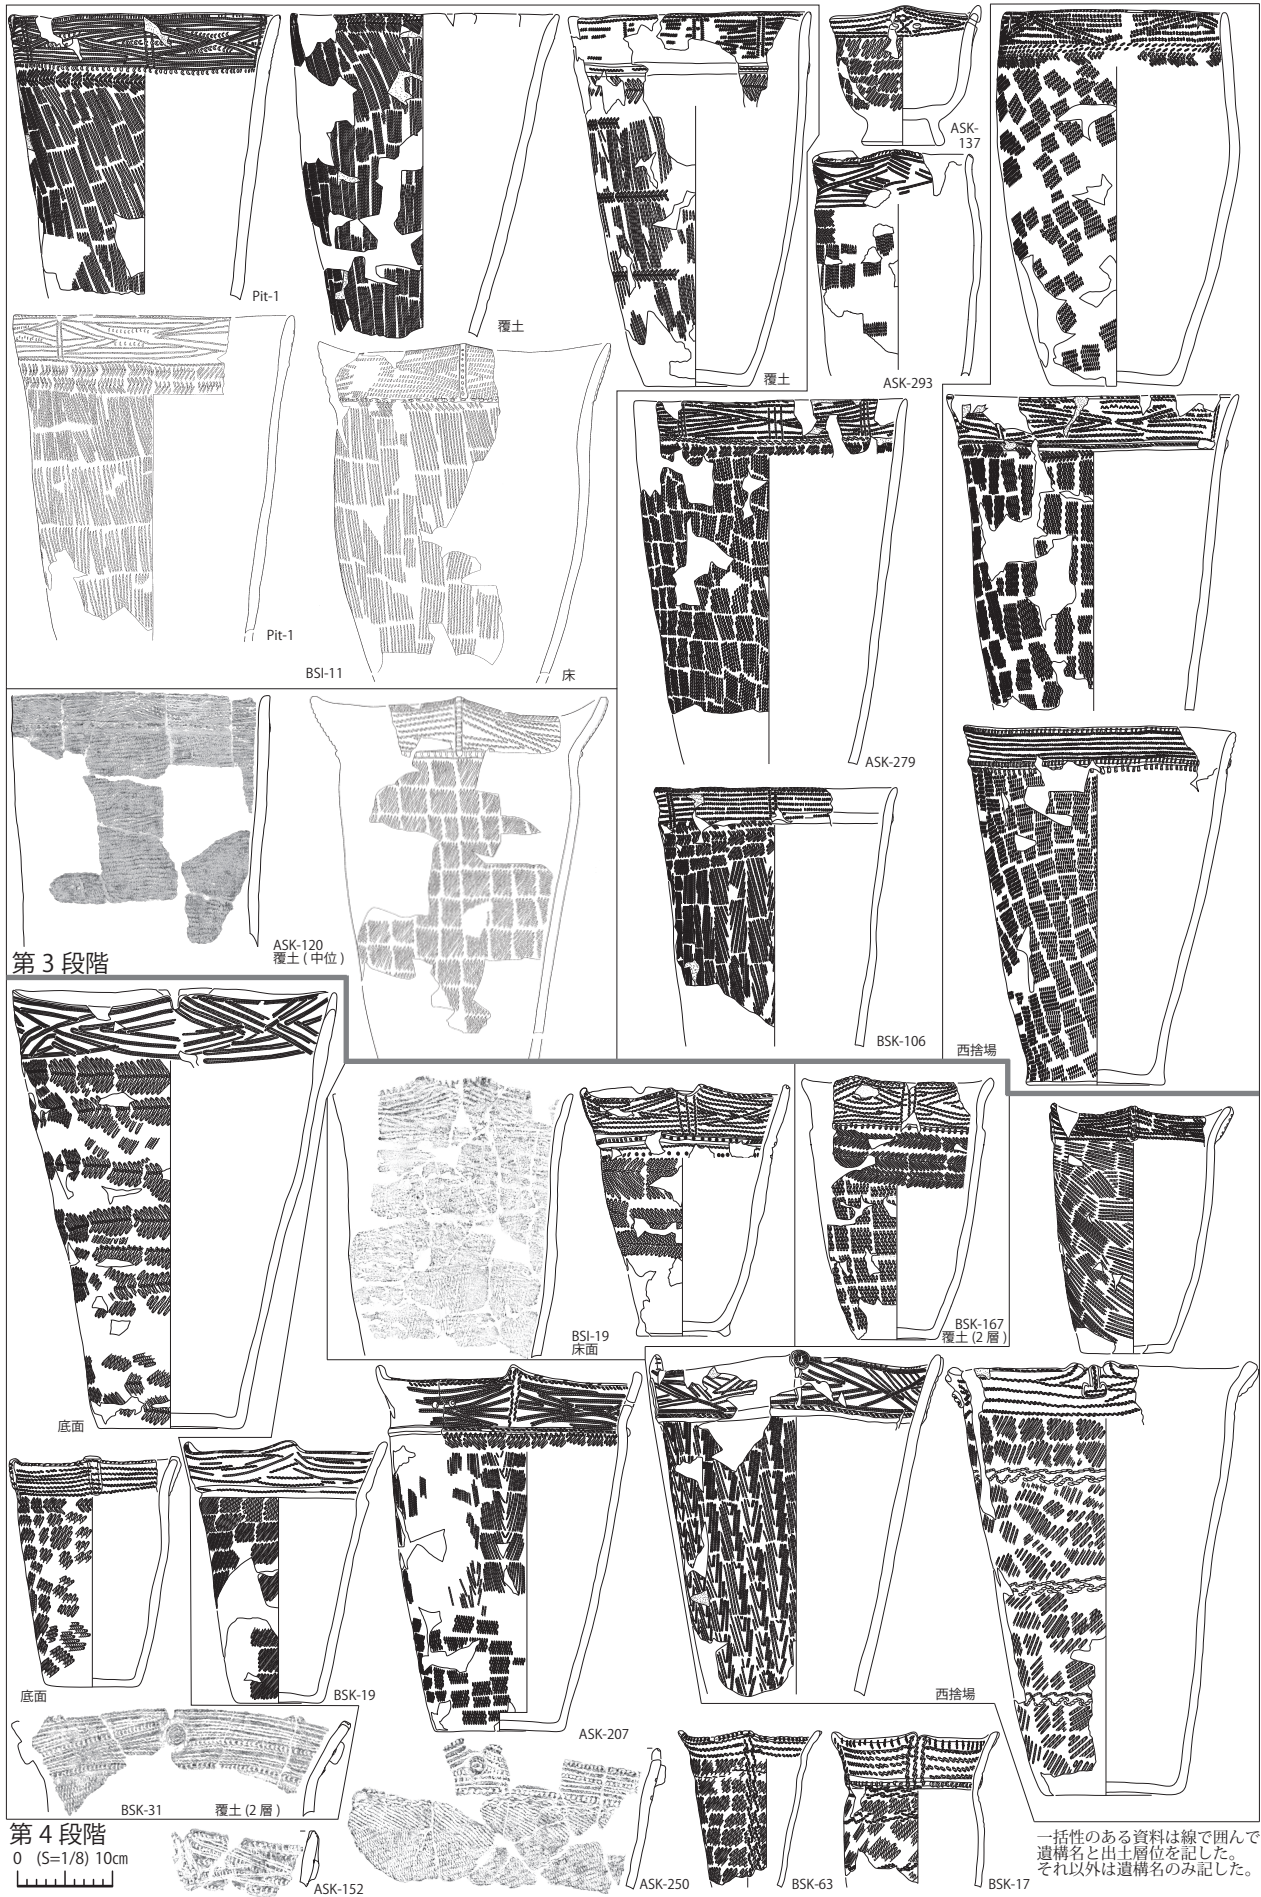 ASK-
137
Pit-1
覆土
覆土
ASK-293
Pit-1
BSI-11
床
ASK-279
ASK-120
覆土(中位)
第3段階
BSK-106
西捨場
BSI-19
床面
BSK-167
覆土(2層)
底面
底面
BSK-19
ASK-207
西捨場
BSK-31
覆土(2層)
第4段階
0 (S=1/8) 10cm
ASK-152
ASK-250
BSK-63
BSK-17
一括性のある資料は線で囲んで
遺構名と出土層位を記した。
それ以外は遺構名のみ記した。